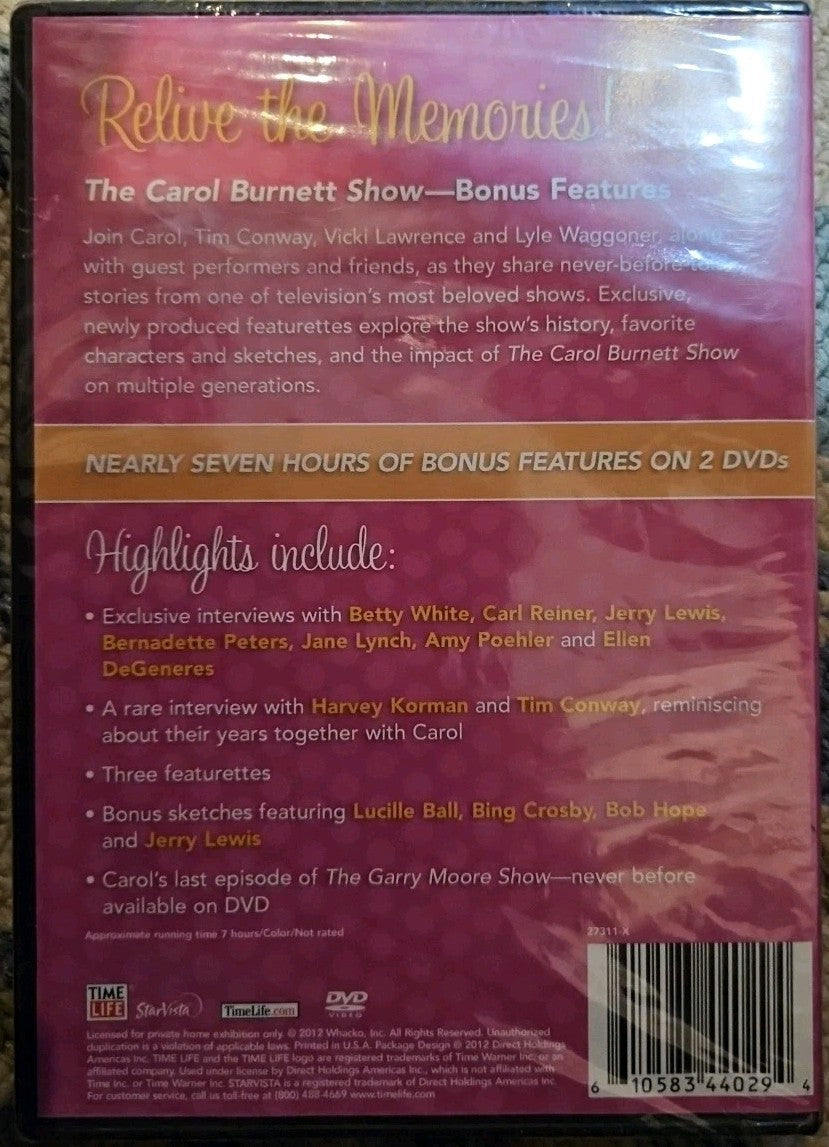 Relive the Memories!
The Carol Burnett Show—Bonus Features
Join Carol, Tim Conway, Vicki Lawrence and Lyle Waggoner, along
with guest performers and friends, as they share never-before-told
stories from one of television's most beloved shows. Exclusive,
newly produced featurettes explore the show's history, favorite
characters and sketches, and the impact of The Carol Burnett Show
on multiple generations.
NEARLY SEVEN HOURS OF BONUS FEATURES ON 2 DVDs
Highlights include:
• Exclusive interviews with Betty White, Carl Reiner, Jerry Lewis,
Bernadette Peters, Jane Lynch, Amy Poehler and Ellen
DeGeneres
• A rare interview with Harvey Korman and Tim Conway, reminiscing
about their years together with Carol
• Three featurettes
• Bonus sketches featuring Lucille Ball, Bing Crosby, Bob Hope
and Jerry Lewis
• Carol's last episode of The Garry Moore Show—never before
available on DVD
Approximate running time 7 hours/Color/Not rated
27311-X
TIME
LIFE
StarVista
TimeLife.com
DVD
VIDEO
Licensed for private home exhibition only. © 2012 Whacko, Inc. All Rights Reserved. Unauthorized
duplication is a violation of applicable laws. Printed in U.S.A. Package Design © 2012 Direct Holdings
Americas Inc. TIME LIFE and the TIME LIFE logo are registered trademarks of Time Warner Inc. or an
affiliated company. Used under license by Direct Holdings Americas Inc., which is not affiliated with
Time Inc. or Time Warner Inc. STARVISTA is a registered trademark of Direct Holdings Americas Inc.
For customer service, call us toll-free at (800) 488-4669 www.timelife.com
6 10583 44029 4